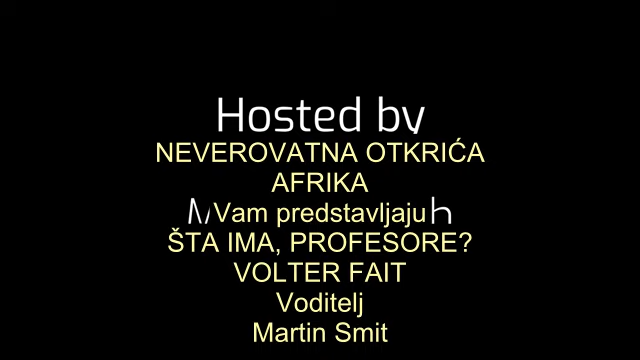 Hosted by
NEVEROVATNA OTKRIĆA
AFRIKA
Vam predstavljaju
ŠTA IMA, PROFESORE?
VOLTER FAIT
Voditelj
Martin Smit